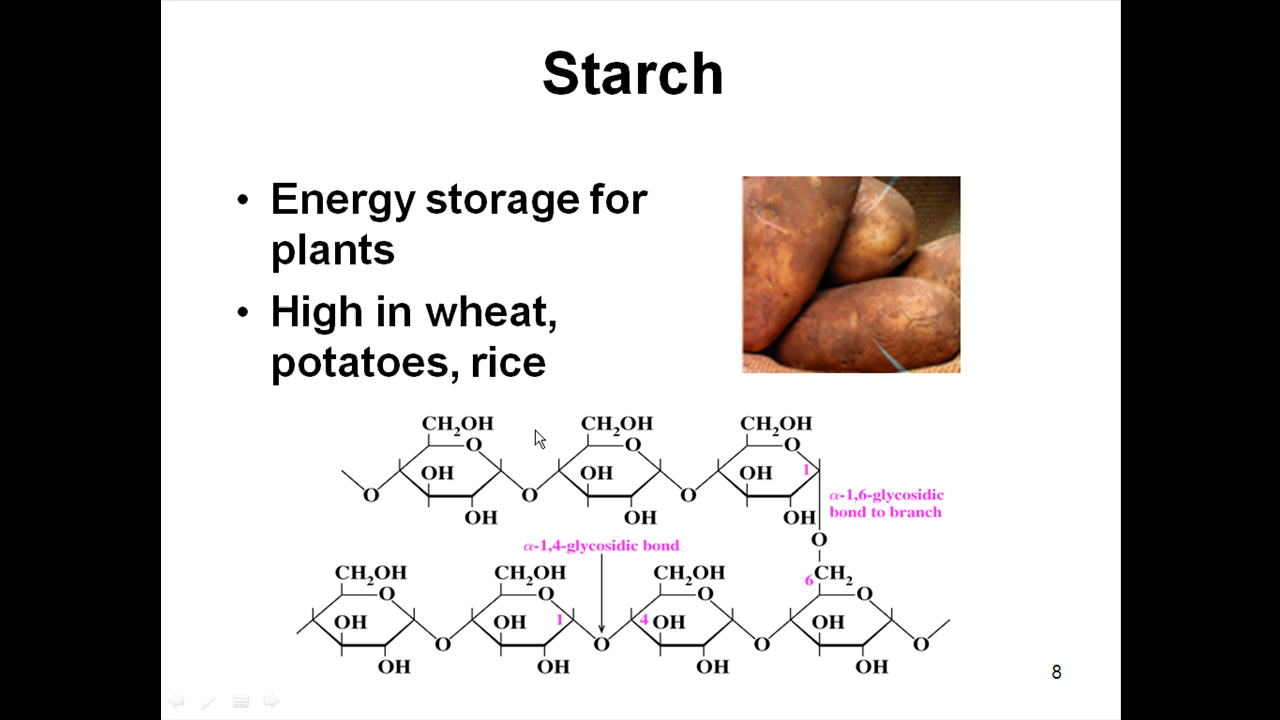 Starch
• Energy storage for
plants
• High in wheat,
potatoes, rice
CH₂OH CH₂OH CH₂OH
O O O
OH OH OH 1
O O O α-1,6-glycosidic
OH OH OH bond to branch
O
α-1,4-glycosidic bond
CH₂OH CH₂OH CH₂OH 6 CH₂
O O O O
OH OH 1 4 OH OH
O O O O
OH OH OH OH
8